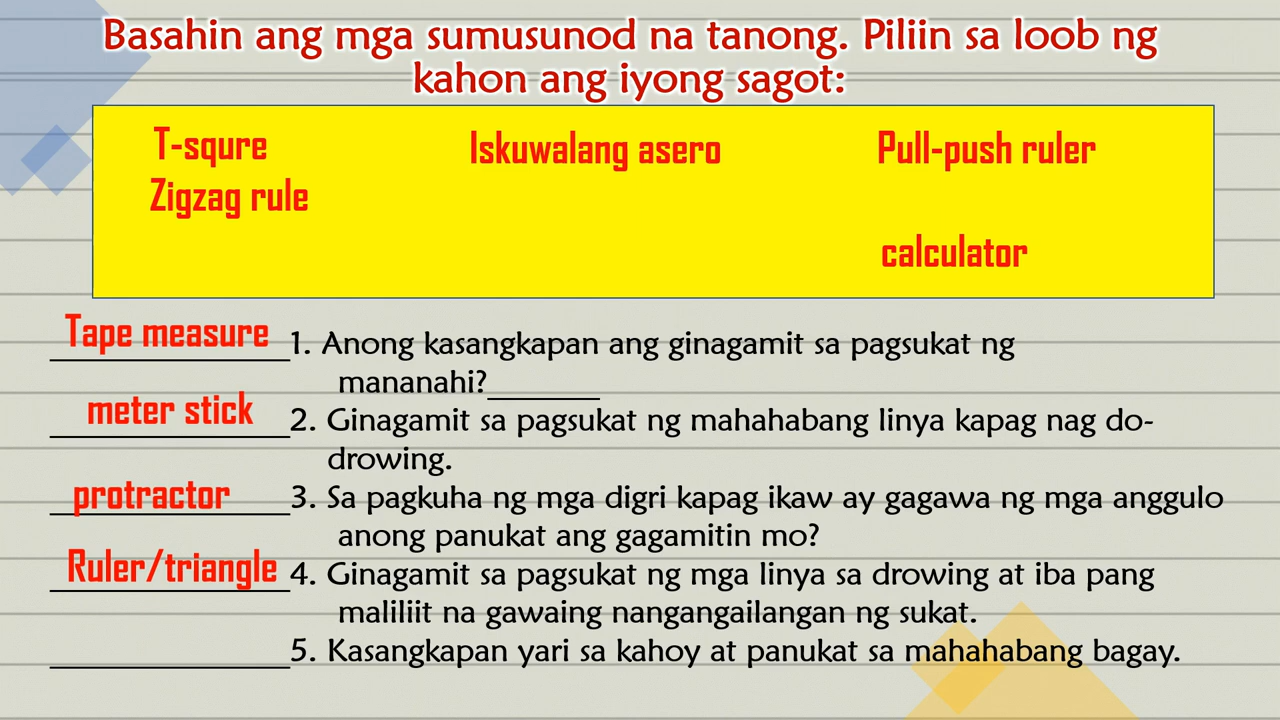 Basahin ang mga sumusunod na tanong. Piliin sa loob ng
kahon ang iyong sagot:
T-squre Iskuwalang asero Pull-push ruler
Zigzag rule
calculator
Tape measure 1. Anong kasangkapan ang ginagamit sa pagsukat ng
mananahi?______
meter stick 2. Ginagamit sa pagsukat ng mahahabang linya kapag nag do-
drowing.
protractor 3. Sa pagkuha ng mga digri kapag ikaw ay gagawa ng mga anggulo
anong panukat ang gagamitin mo?
Ruler/triangle 4. Ginagamit sa pagsukat ng mga linya sa drowing at iba pang
maliliit na gawaing nangangailangan ng sukat.
_____________5. Kasangkapan yari sa kahoy at panukat sa mahahabang bagay.